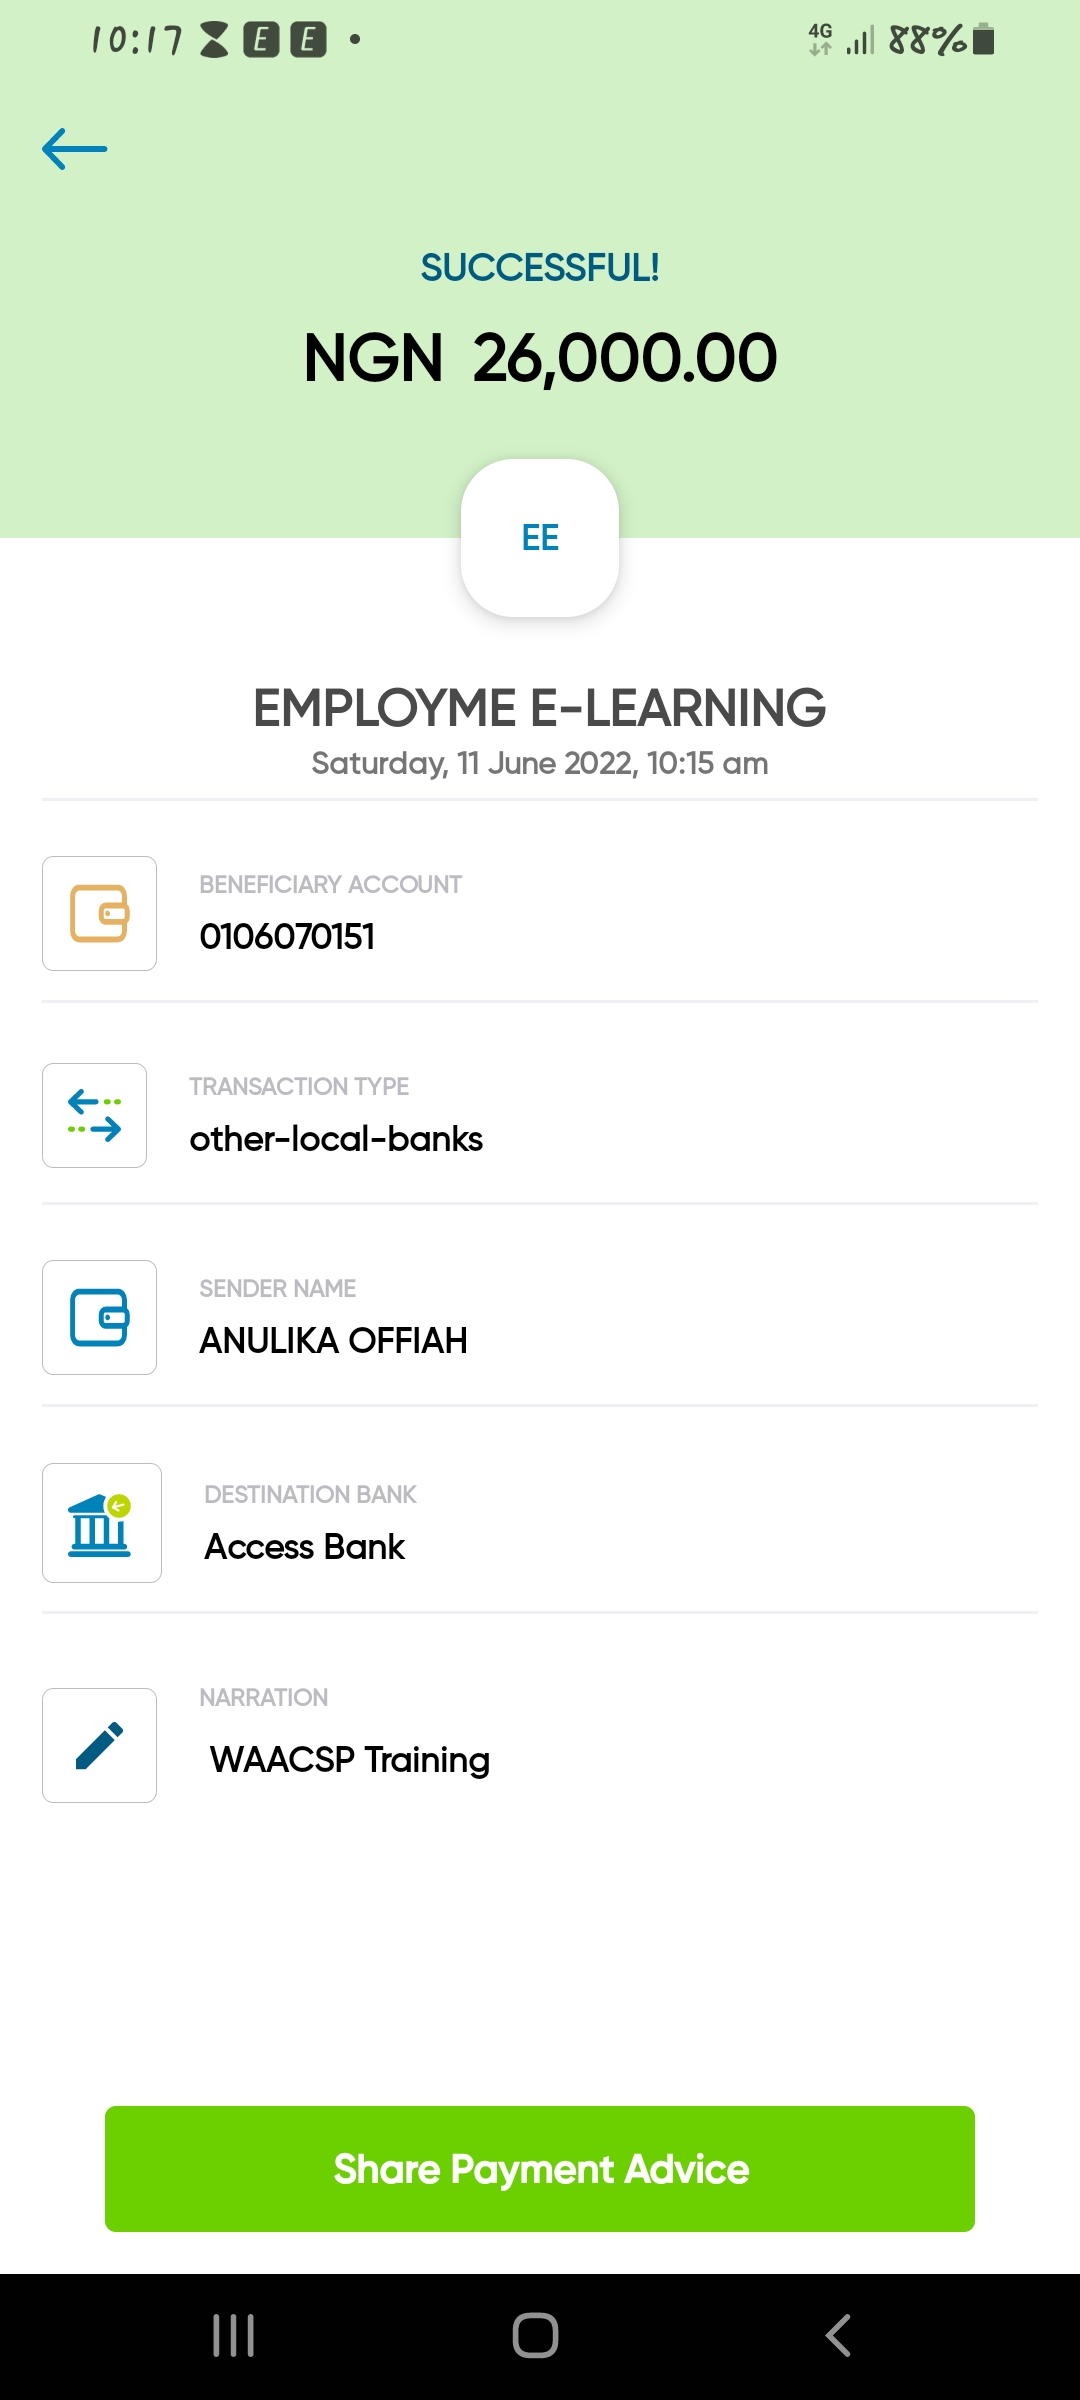 10:17 E E
4G 88%
SUCCESSFUL!
NGN 26,000.00
EE
EMPLOYME E-LEARNING
Saturday, 11 June 2022, 10:15 am
BENEFICIARY ACCOUNT
0106070151
TRANSACTION TYPE
other-local-banks
SENDER NAME
ANULIKA OFFIAH
DESTINATION BANK
Access Bank
NARRATION
WAACSP Training
Share Payment Advice